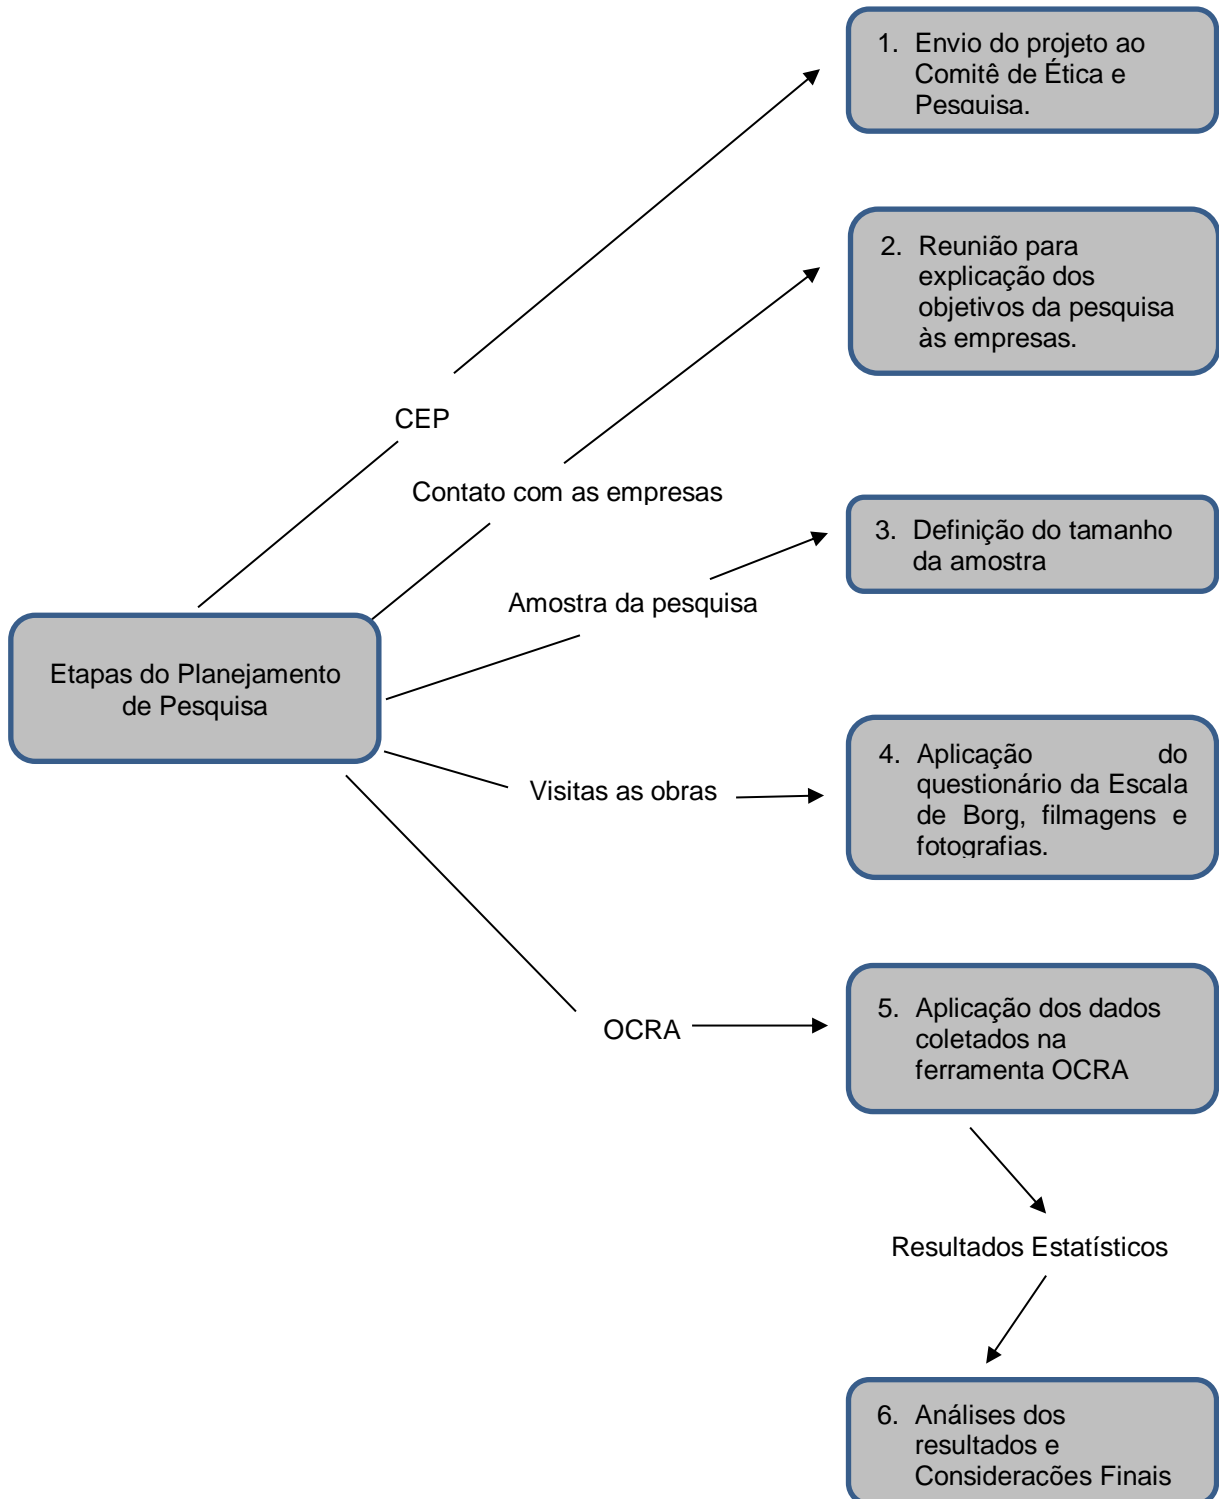 1. Envio do projeto ao
Comitê de Ética e
Pesquisa.
2. Reunião para
explicação dos
objetivos da pesquisa
às empresas.
CEP
Contato com as empresas
3. Definição do tamanho
da amostra
Amostra da pesquisa
Etapas do Planejamento
de Pesquisa
4. Aplicação do
questionário da Escala
de Borg, filmagens e
fotografias.
Visitas as obras
5. Aplicação dos dados
coletados na
ferramenta OCRA
OCRA
Resultados Estatísticos
6. Análises dos
resultados e
Considerações Finais